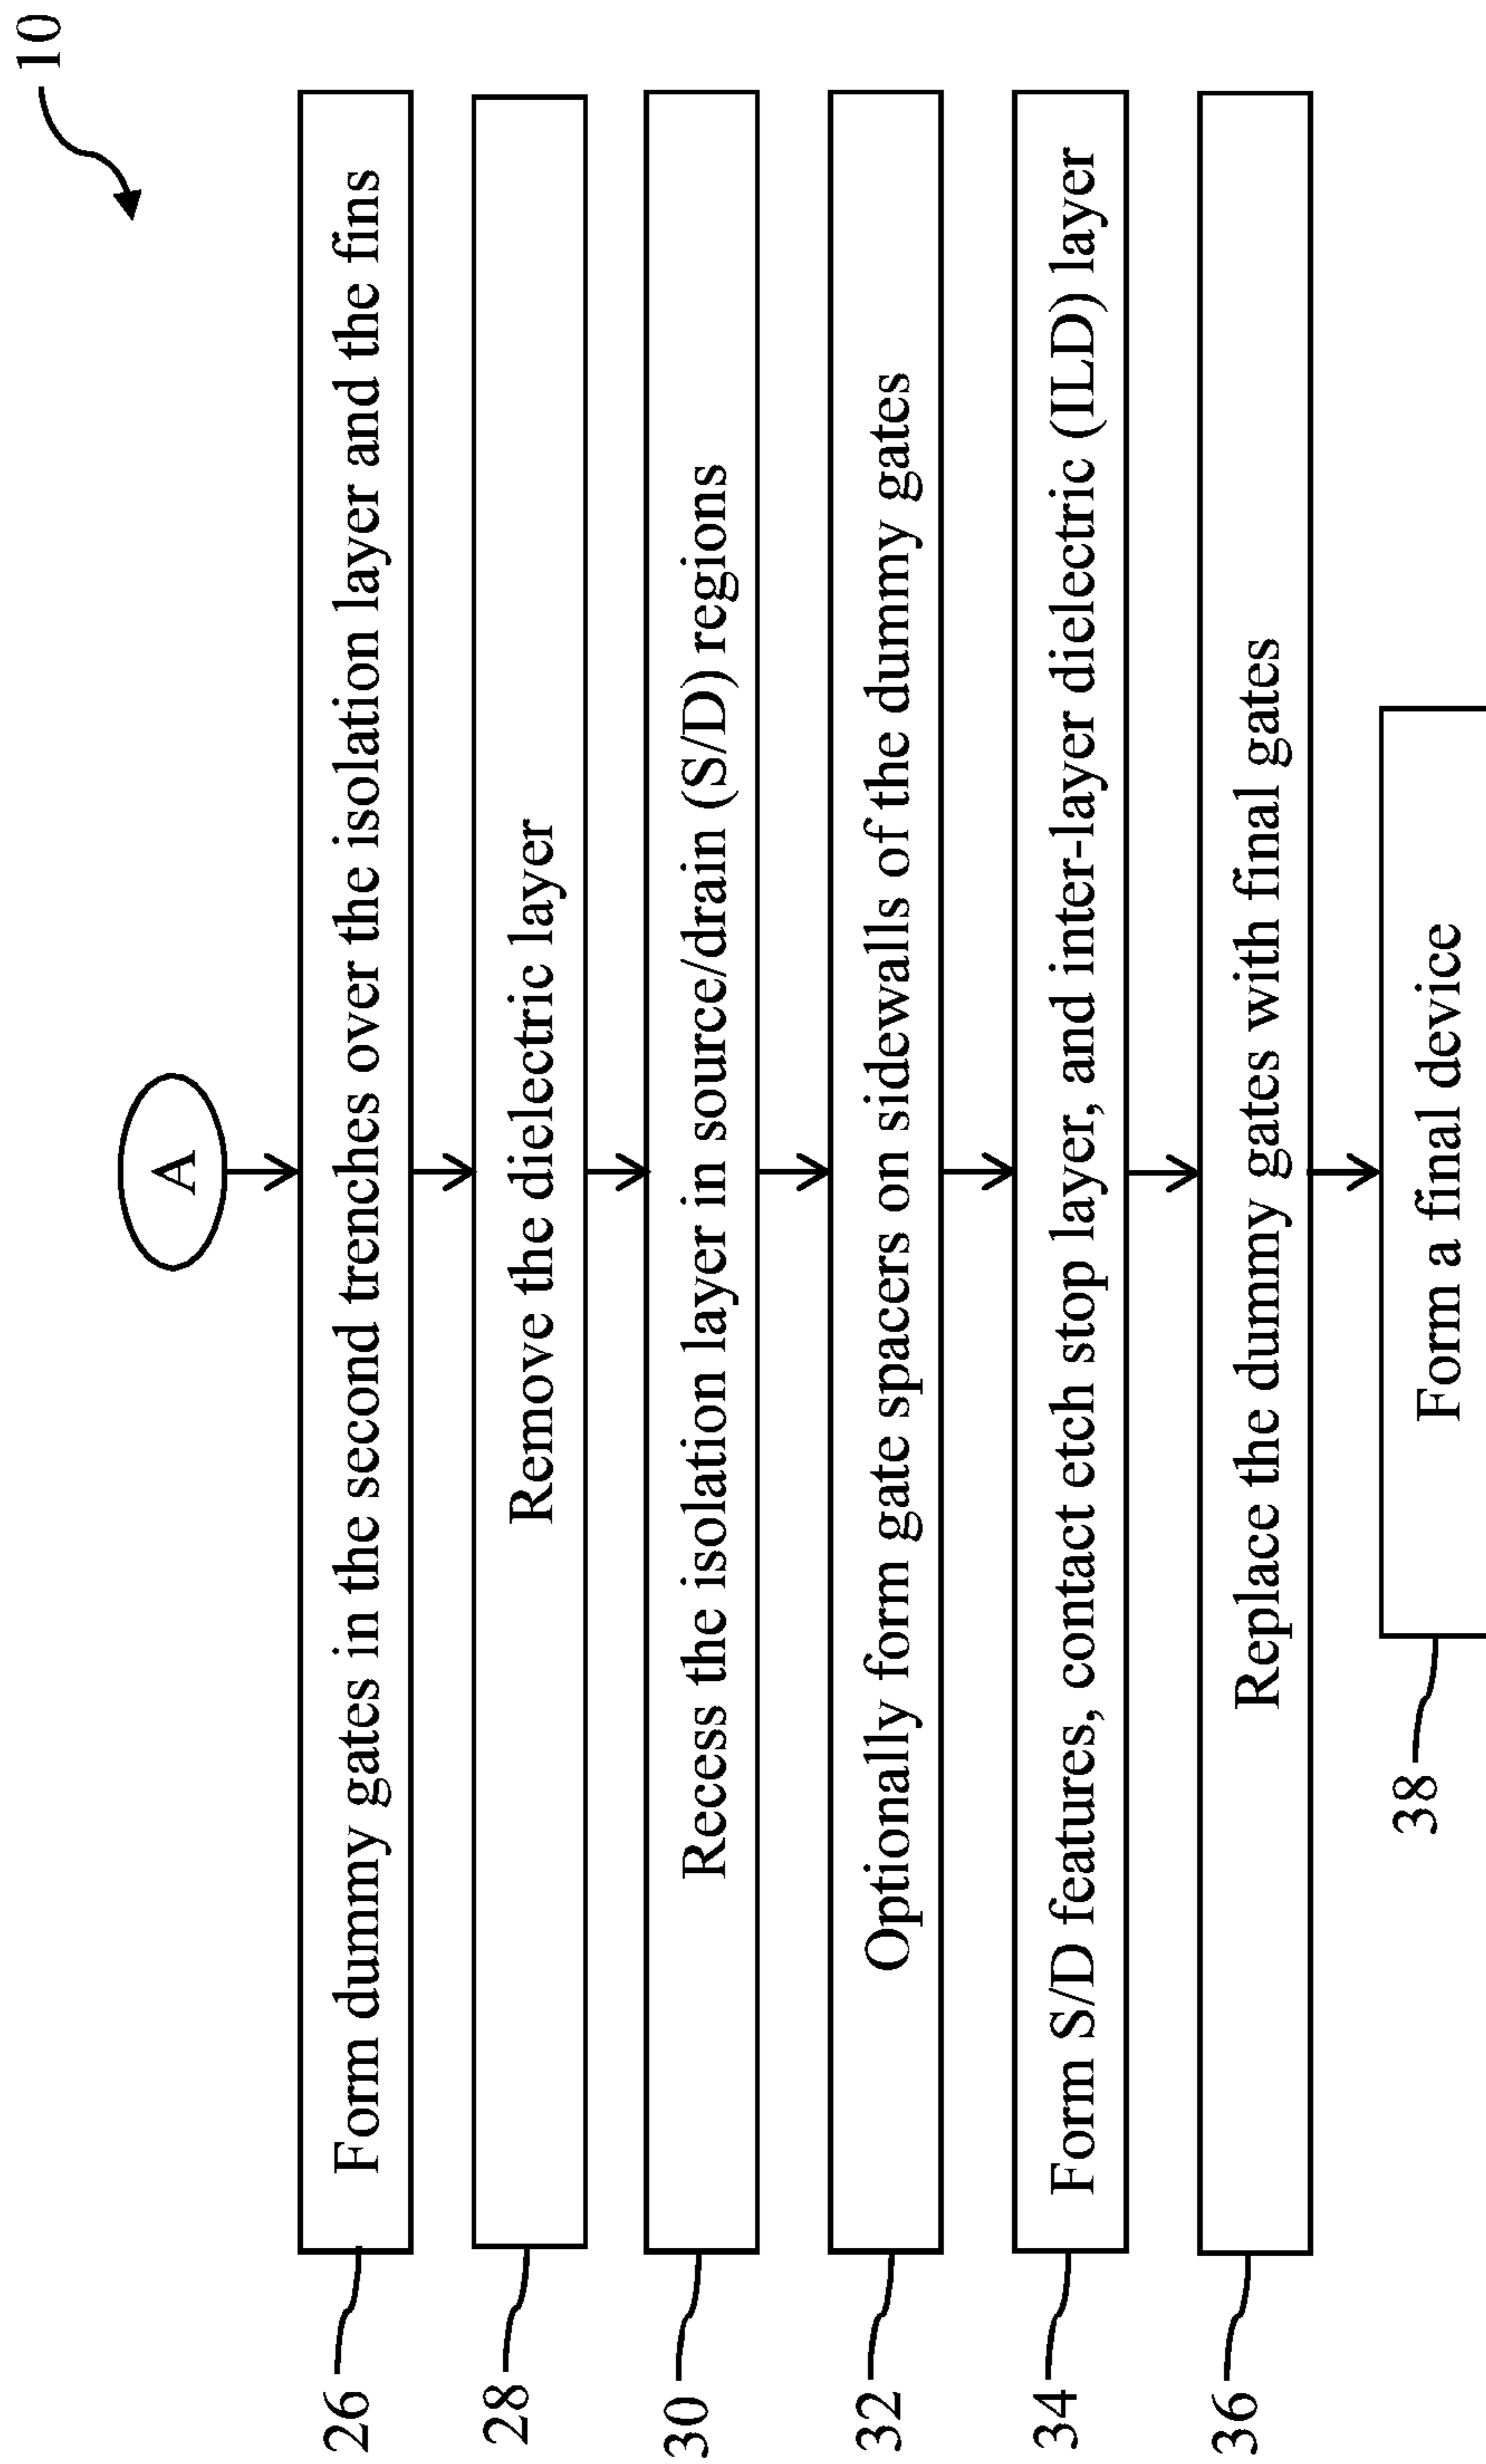 10
A
26
Form dummy gates in the second trenches over the isolation layer and the fins
28
Remove the dielectric layer
30
Recess the isolation layer in source/drain (S/D) regions
32
Optionally form gate spacers on sidewalls of the dummy gates
34
Form S/D features, contact etch stop layer, and inter-layer dielectric (ILD) layer
36
Replace the dummy gates with final gates
38
Form a final device